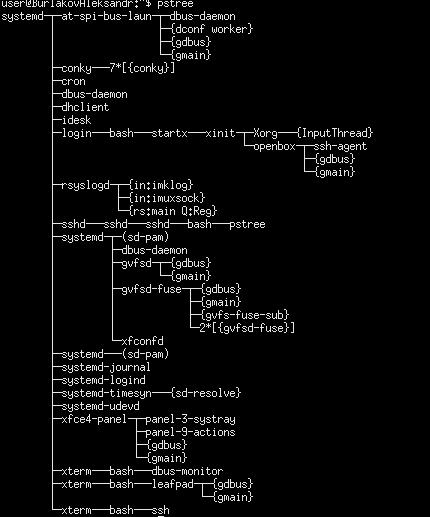 user@BurlakovAleksandr:~$ pstree
systemd─┬─at-spi-bus-laun─┬─dbus-daemon
        │                 ├─{dconf worker}
        │                 ├─{gdbus}
        │                 └─{gmain}
        ├─conky───7*[{conky}]
        ├─cron
        ├─dbus-daemon
        ├─dhclient
        ├─idesk
        ├─login───bash───startx───xinit─┬─Xorg───{InputThread}
        │                               └─openbox─┬─ssh-agent
        │                                         ├─{gdbus}
        │                                         └─{gmain}
        ├─rsyslogd─┬─{in:imklog}
        │          ├─{in:imuxsock}
        │          └─{rs:main Q:Reg}
        ├─sshd───sshd───sshd───bash───pstree
        ├─systemd─┬─(sd-pam)
        │         ├─dbus-daemon
        │         ├─gvfsd─┬─{gdbus}
        │         │       └─{gmain}
        │         ├─gvfsd-fuse─┬─{gdbus}
        │         │            ├─{gmain}
        │         │            ├─{gvfs-fuse-sub}
        │         │            └─2*[{gvfsd-fuse}]
        │         └─xfconfd
        ├─systemd───(sd-pam)
        ├─systemd-journal
        ├─systemd-logind
        ├─systemd-timesyn───{sd-resolve}
        ├─systemd-udevd
        ├─xfce4-panel─┬─panel-3-systray
        │             ├─panel-9-actions
        │             ├─{gdbus}
        │             └─{gmain}
        ├─xterm───bash───dbus-monitor
        ├─xterm───bash───leafpad─┬─{gdbus}
        │                        └─{gmain}
        └─xterm───bash───ssh